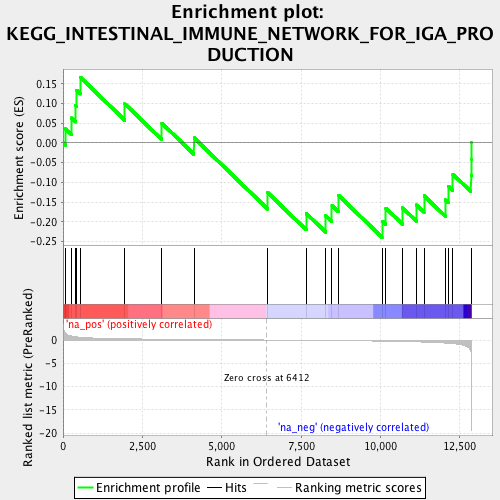 Enrichment plot:
KEGG_INTESTINAL_IMMUNE_NETWORK_FOR_IGA_PRO
DUCTION
Enrichment score (ES)
0.15
0.10
0.05
0.00
-0.05
-0.10
-0.15
-0.20
-0.25
'na_pos' (positively correlated)
Ranked list metric (PreRanked)
0
-5
-10
-15
-20
Zero cross at 6412
'na_neg' (negatively correlated)
0
2,500
5,000
7,500
10,000
12,500
Rank in Ordered Dataset
Enrichment profile
Hits
Ranking metric scores